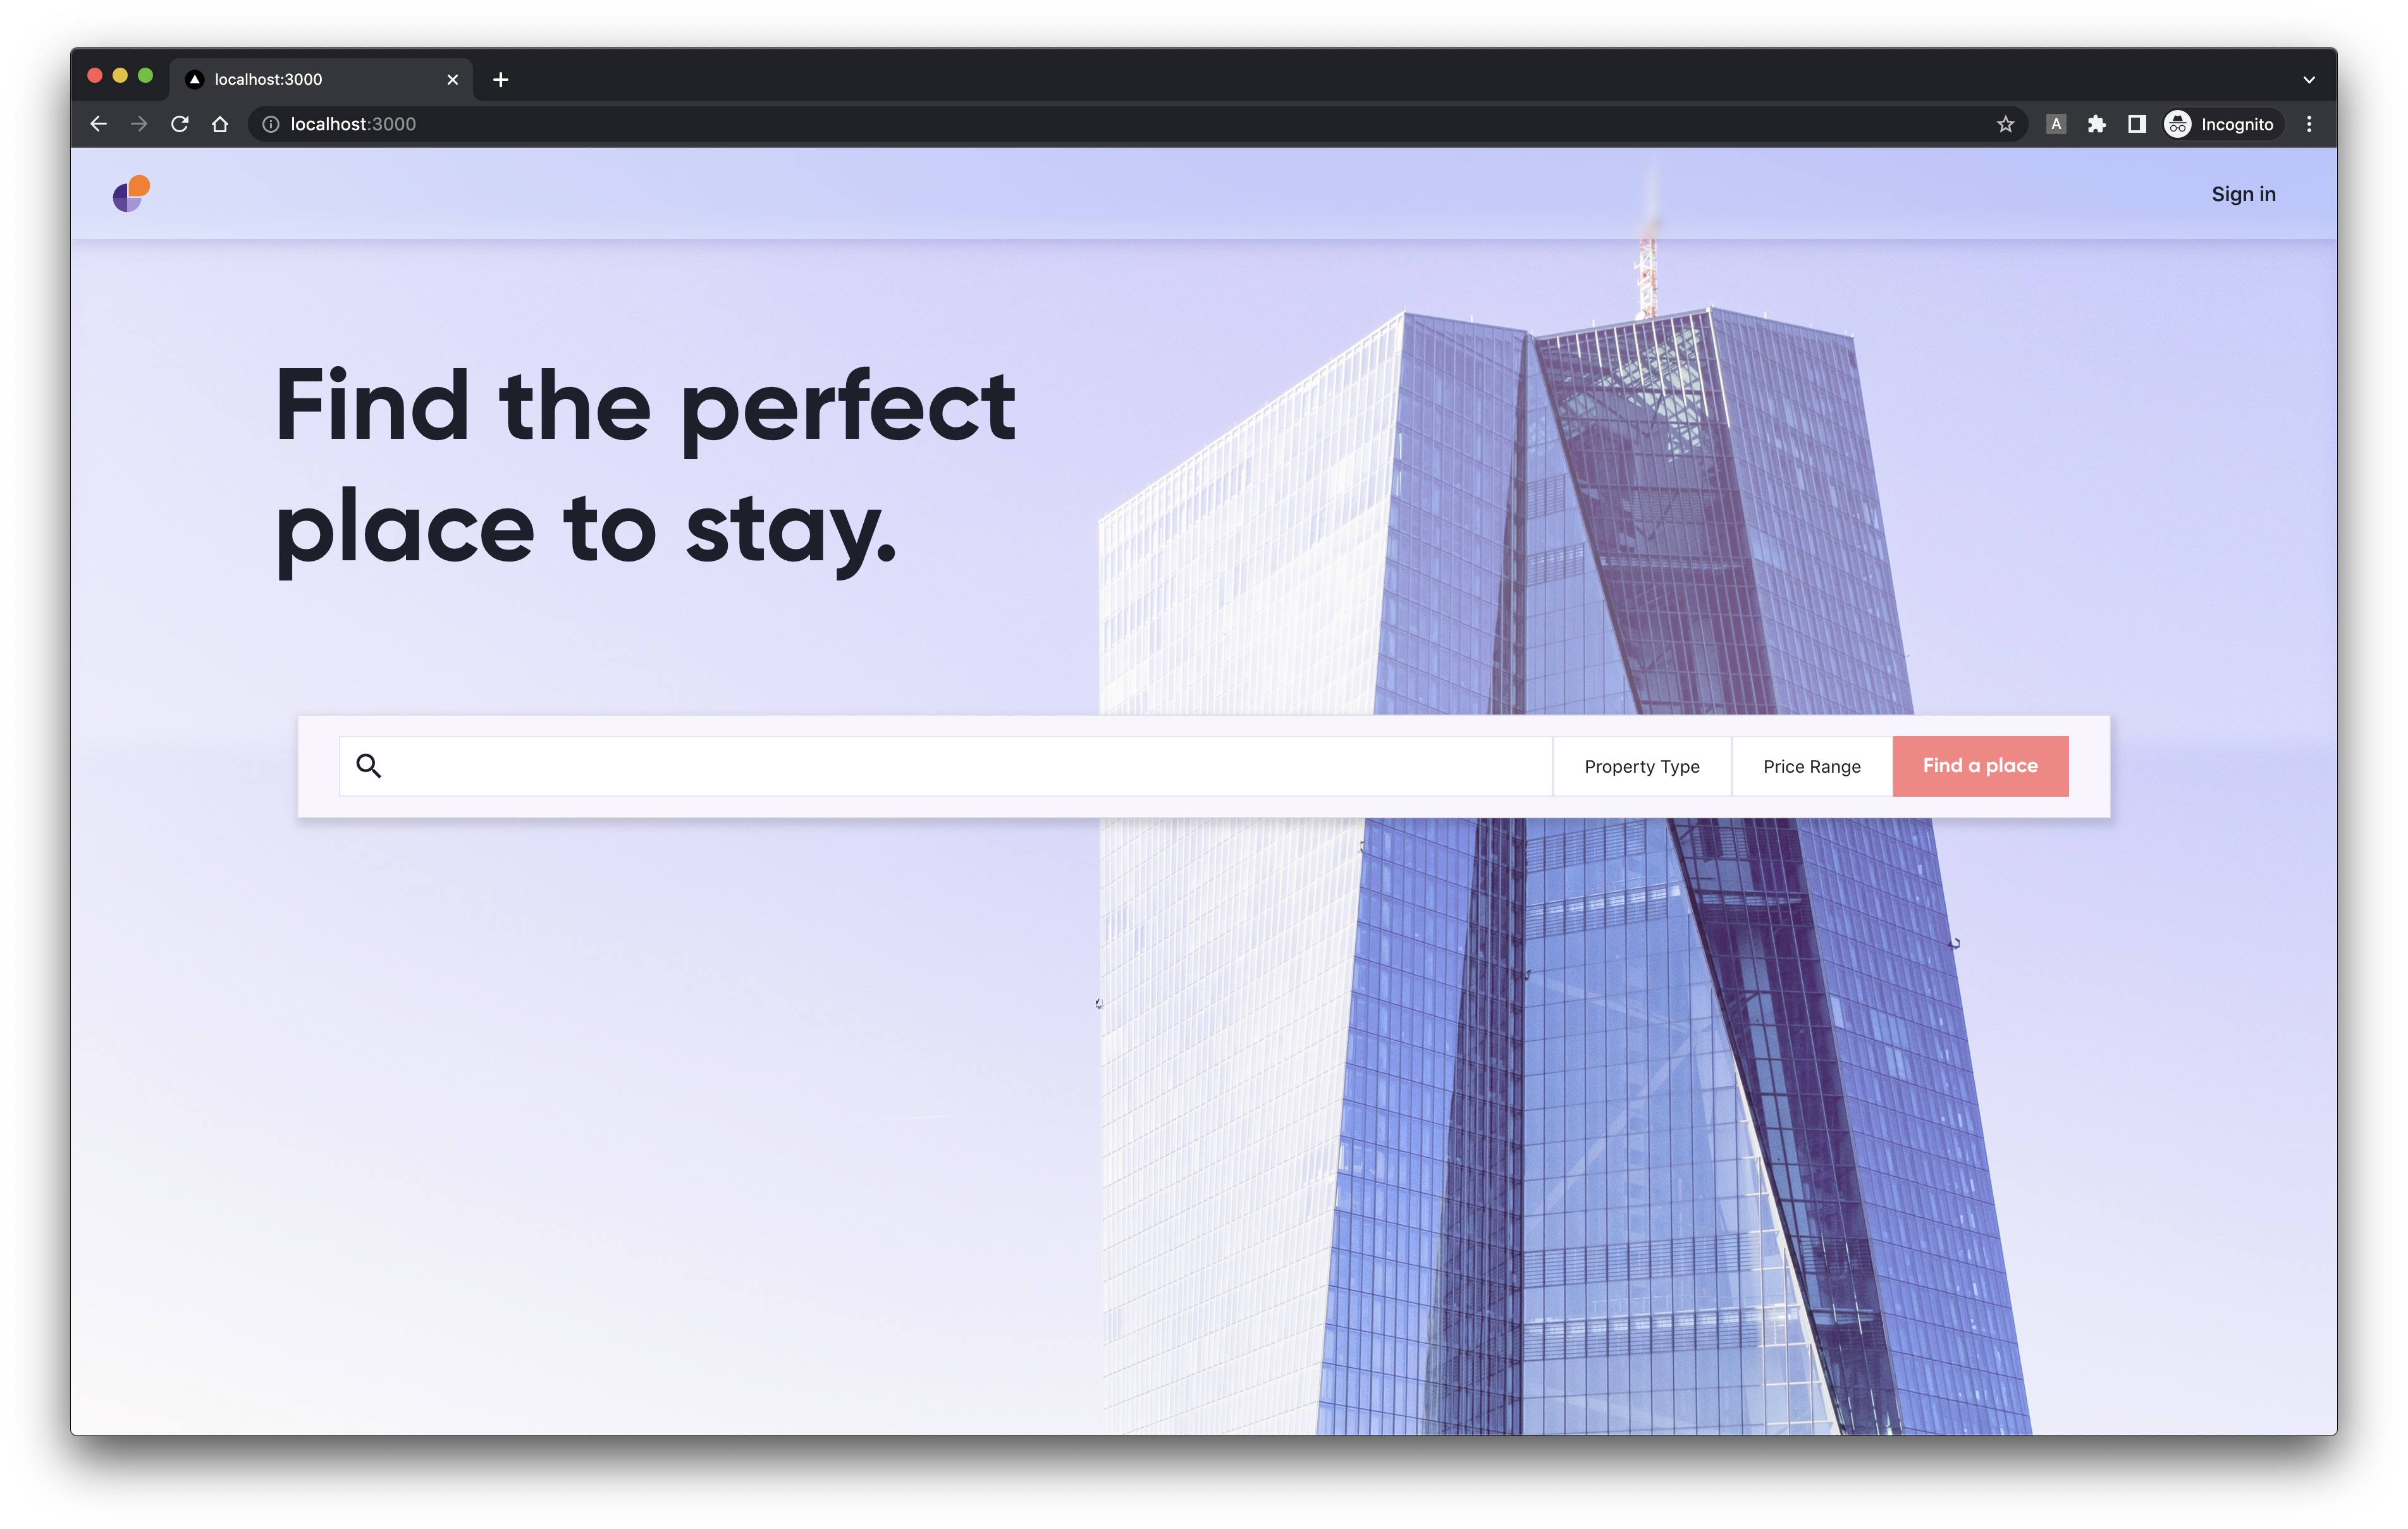 localhost:3000
localhost:3000
A
Incognito
Sign in
Find the perfect
place to stay.
Property Type
Price Range
Find a place